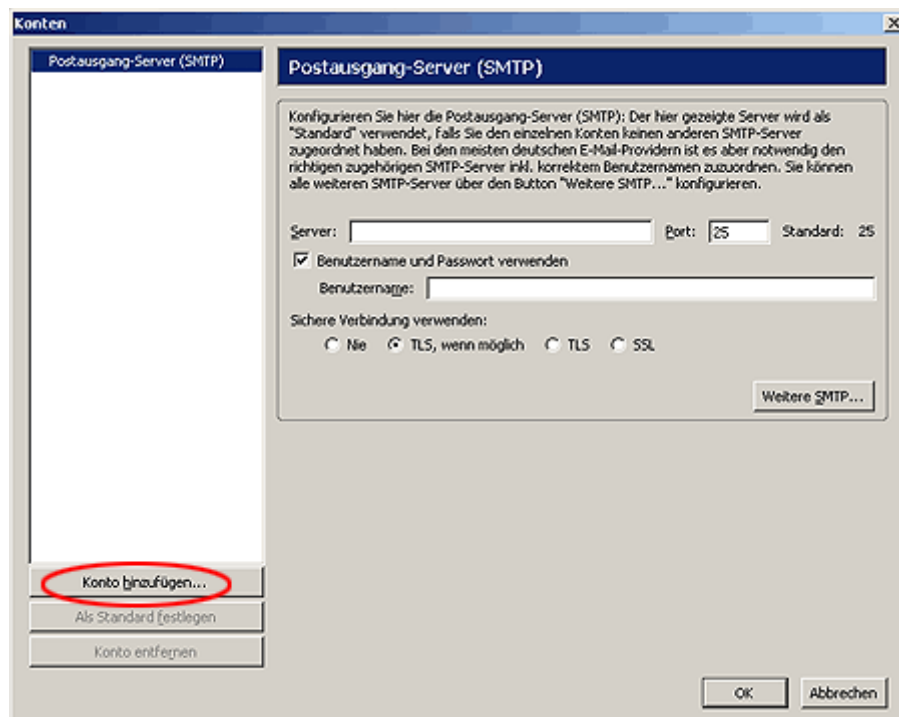 Konten
Postausgang-Server (SMTP)
Postausgang-Server (SMTP)
Konfigurieren Sie hier die Postausgang-Server (SMTP): Der hier gezeigte Server wird als
"Standard" verwendet, falls Sie den einzelnen Konten keinen anderen SMTP-Server
zugeordnet haben. Bei den meisten deutschen E-Mail-Providern ist es aber notwendig den
richtigen zugehörigen SMTP-Server inkl. korrektem Benutzernamen zuzuordnen. Sie können
alle weiteren SMTP-Server über den Button "Weitere SMTP..." konfigurieren.
Server: Port: 25 Standard: 25
Benutzername und Passwort verwenden
Benutzername:
Sichere Verbindung verwenden:
Nie TLS, wenn möglich TLS SSL
Weitere SMTP...
Konto hinzufügen...
Als Standard festlegen
Konto entfernen
OK Abbrechen